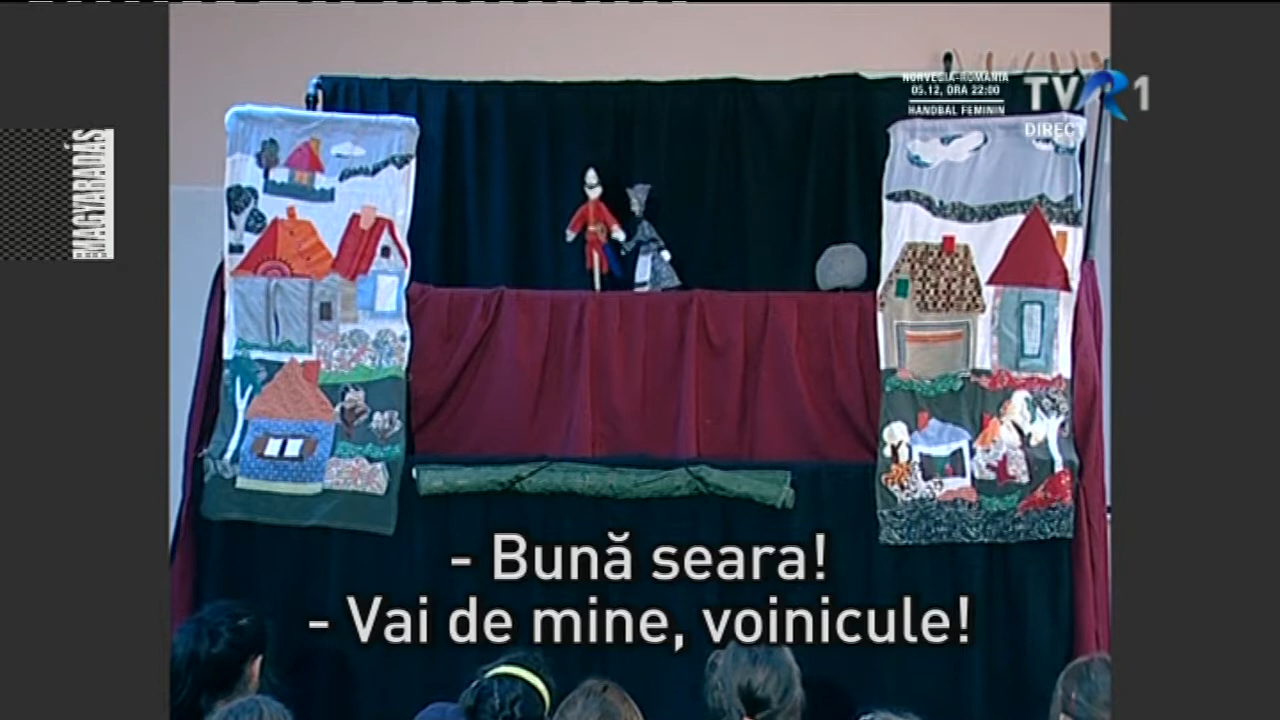 NORVEGIA-ROMÂNIA
05.12, ORA 22:00
HANDBAL FEMININ
TVR1
DIRECT
MAGYARADÁS
- Bună seara!
- Vai de mine, voinicule!